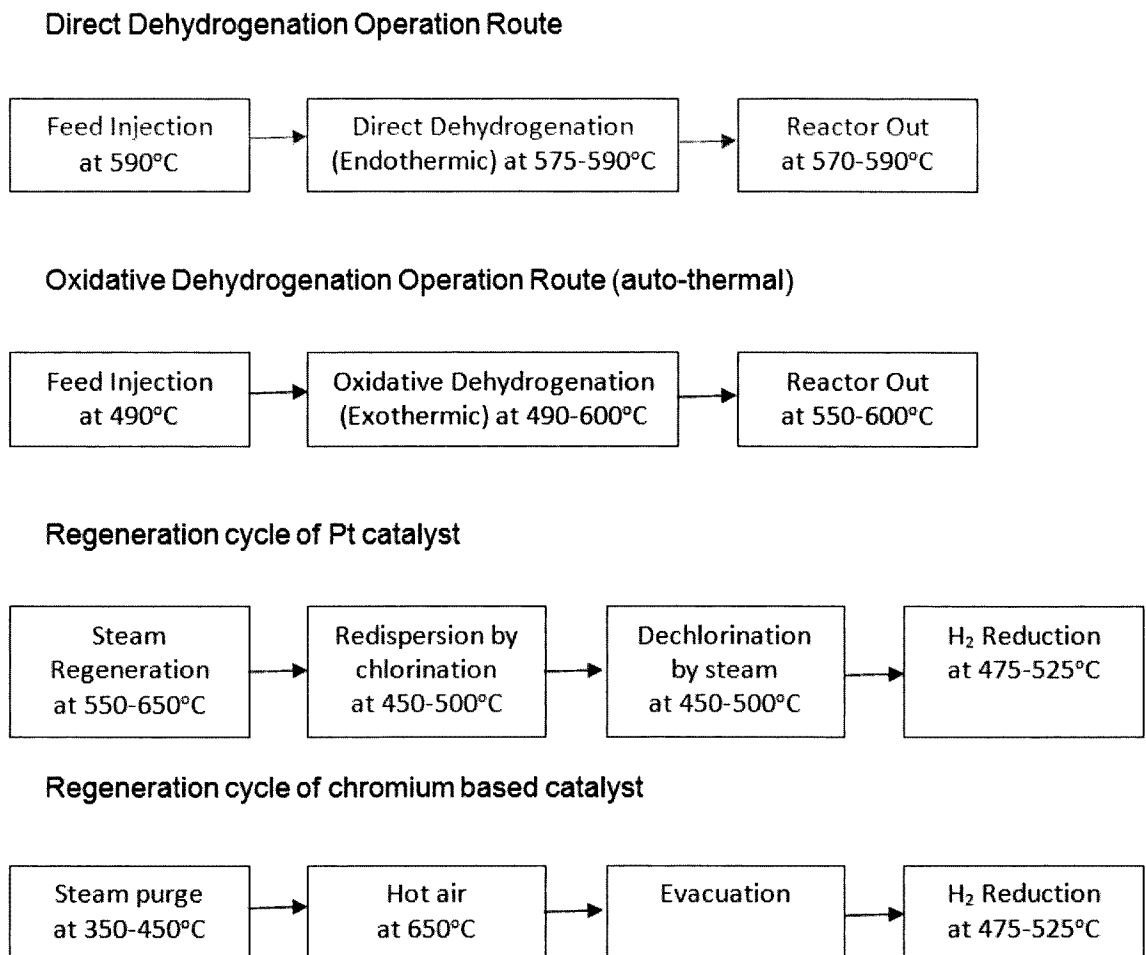 Direct Dehydrogenation Operation Route
Feed Injection
at 590°C
Direct Dehydrogenation
(Endothermic) at 575-590°C
Reactor Out
at 570-590°C
Oxidative Dehydrogenation Operation Route (auto-thermal)
Feed Injection
at 490°C
Oxidative Dehydrogenation
(Exothermic) at 490-600°C
Reactor Out
at 550-600°C
Regeneration cycle of Pt catalyst
Steam
Regeneration
at 550-650°C
Redispersion by
chlorination
at 450-500°C
Dechlorination
by steam
at 450-500°C
H₂ Reduction
at 475-525°C
Regeneration cycle of chromium based catalyst
Steam purge
at 350-450°C
Hot air
at 650°C
Evacuation
H₂ Reduction
at 475-525°C